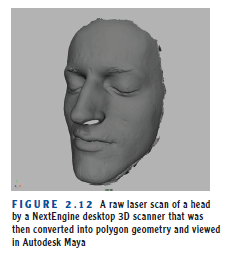 FIGURE 2.12 A raw laser scan of a head
by a NextEngine desktop 3D scanner that was
then converted into polygon geometry and viewed
in Autodesk Maya